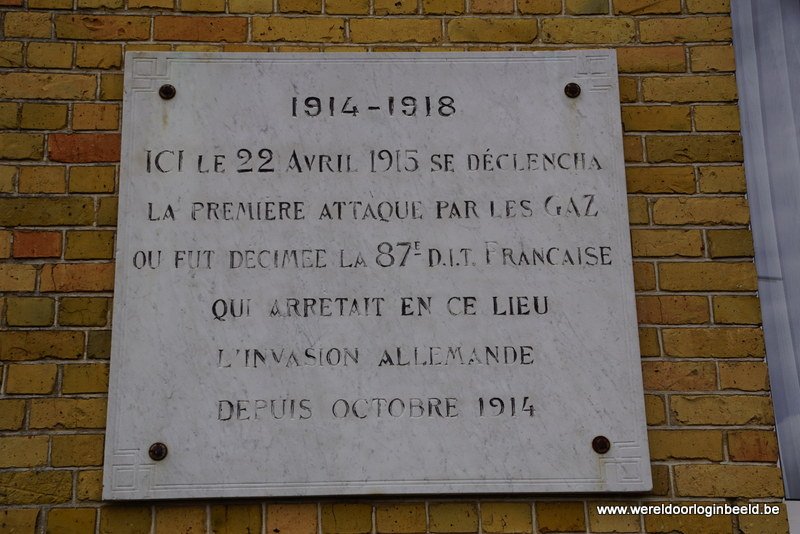 1914-1918
ICI LE 22 AVRIL 1915 SE DÉCLENCHA
LA PREMIÈRE ATTAQUE PAR LES GAZ
OU FUT DECIMEE LA 87E D.I.T. FRANCAISE
QUI ARRETAIT EN CE LIEU
L'INVASION ALLEMANDE
DEPUIS OCTOBRE 1914
www.wereldoorloginbeeld.be